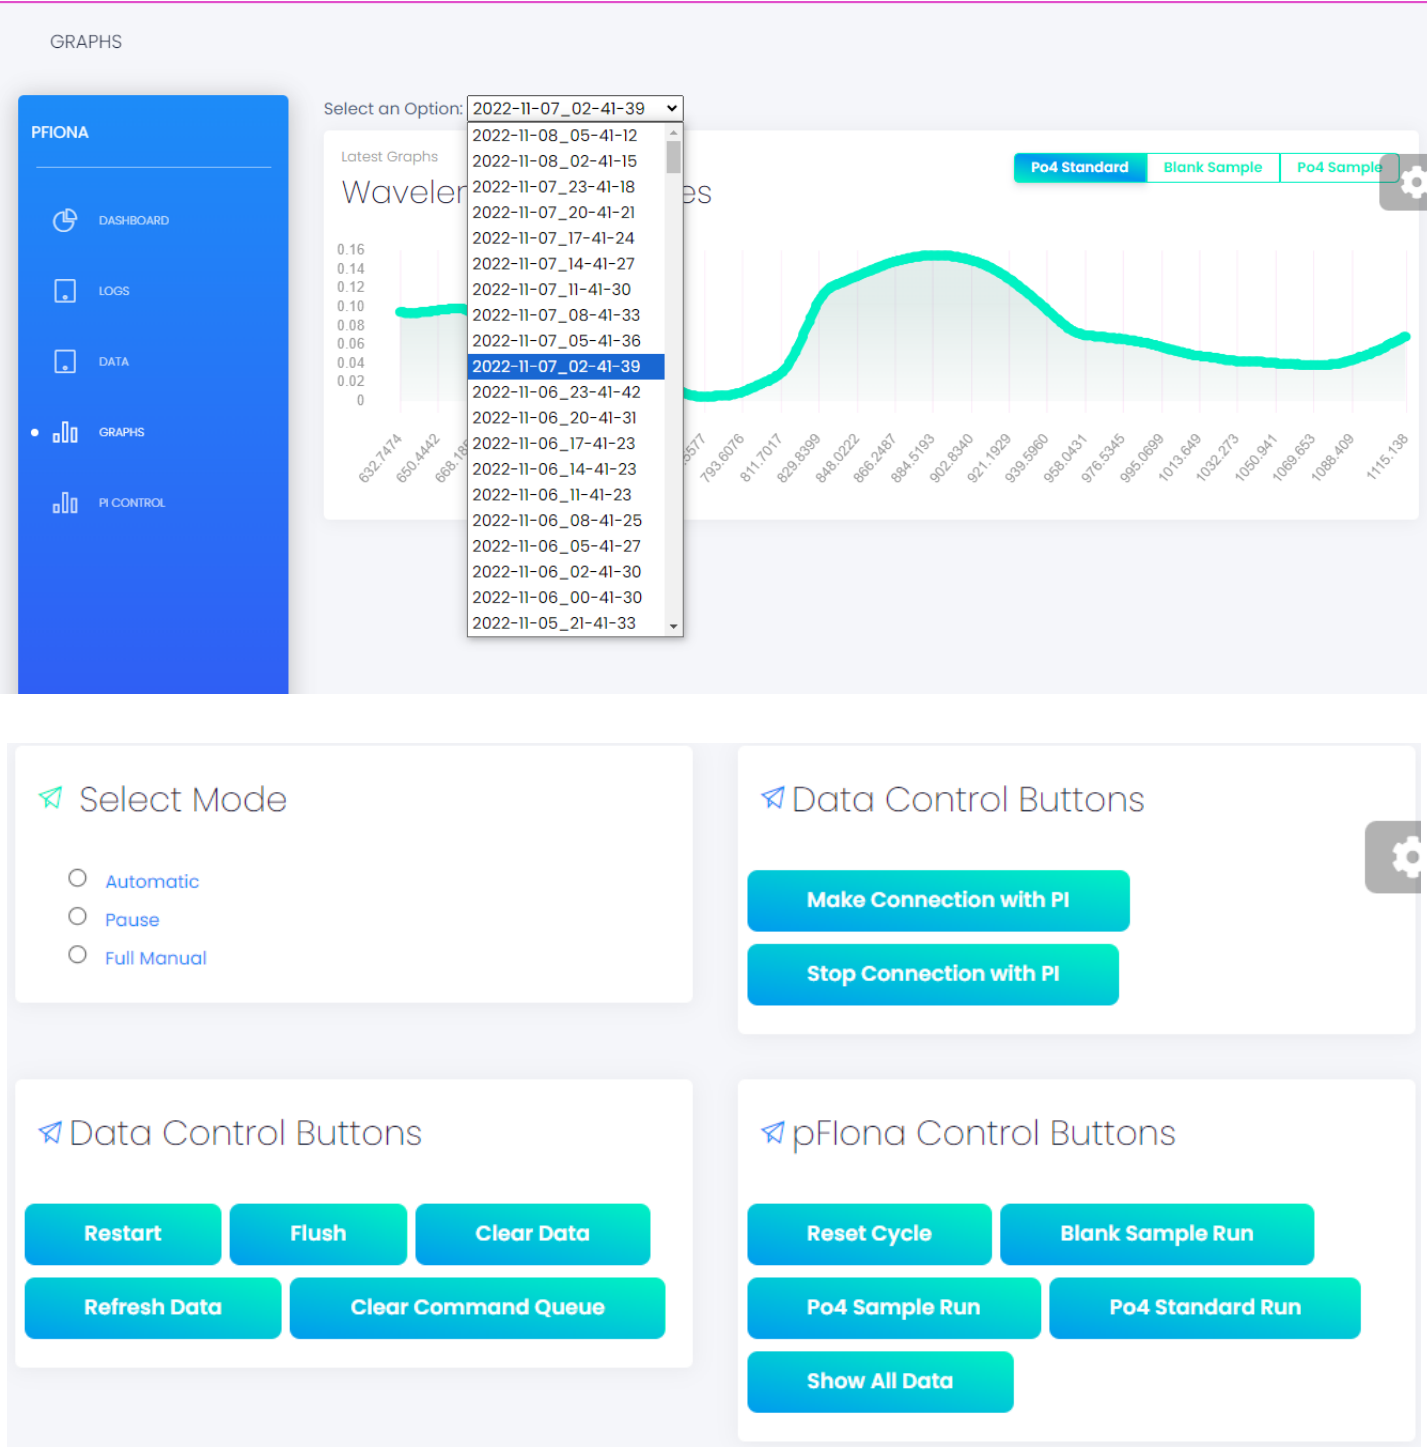 GRAPHS
PFIONA
DASHBOARD
LOGS
DATA
GRAPHS
PI CONTROL
Select an Option: 2022-11-07_02-41-39
2022-11-08_05-41-12
2022-11-08_02-41-15
2022-11-07_23-41-18
2022-11-07_20-41-21
2022-11-07_17-41-24
2022-11-07_14-41-27
2022-11-07_11-41-30
2022-11-07_08-41-33
2022-11-07_05-41-36
2022-11-07_02-41-39
2022-11-06_23-41-42
2022-11-06_20-41-31
2022-11-06_17-41-23
2022-11-06_14-41-23
2022-11-06_11-41-23
2022-11-06_08-41-25
2022-11-06_05-41-27
2022-11-06_02-41-30
2022-11-06_00-41-30
2022-11-05_21-41-33
Latest Graphs
Po4 Standard Blank Sample Po4 Sample
0.16
0.14
0.12
0.10
0.08
0.06
0.04
0.02
0
632.7474 650.4442 793.6076 811.7017 829.8399 848.0222 866.2487 884.5193 902.8340 921.1929 939.5960 958.0431 976.5345 995.0699 1013.649 1032.273 1050.941 1069.653 1088.409 1115.138
Select Mode
Automatic
Pause
Full Manual
Data Control Buttons
Make Connection with PI
Stop Connection with PI
Data Control Buttons
Restart Flush Clear Data
Refresh Data Clear Command Queue
pFIona Control Buttons
Reset Cycle Blank Sample Run
Po4 Sample Run Po4 Standard Run
Show All Data